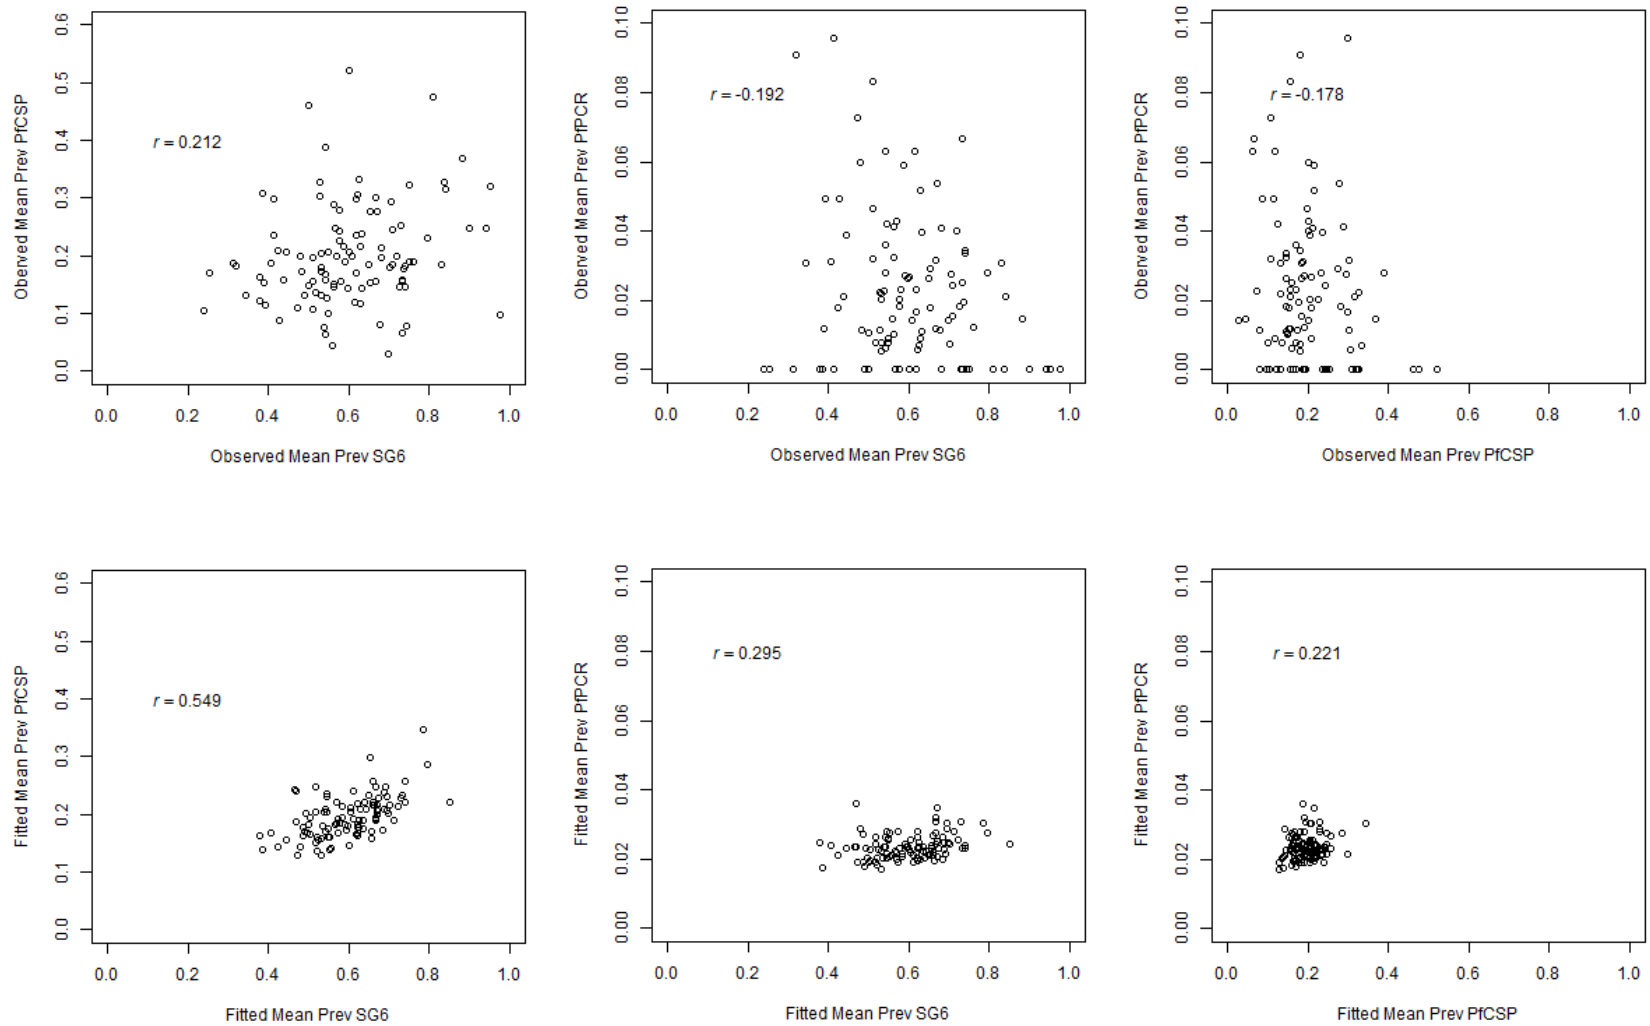 Oberved Mean Prev PfCSP
0.0 0.1 0.2 0.3 0.4 0.5 0.6
r = 0.212
0.0 0.2 0.4 0.6 0.8 1.0
Observed Mean Prev SG6
Observed Mean Prev PfPCR
0.00 0.02 0.04 0.06 0.08 0.10
r = -0.192
0.0 0.2 0.4 0.6 0.8 1.0
Observed Mean Prev SG6
Observed Mean Prev PfPCR
0.00 0.02 0.04 0.06 0.08 0.10
r = -0.178
0.0 0.2 0.4 0.6 0.8 1.0
Observed Mean Prev PfCSP
Fitted Mean Prev PfCSP
0.0 0.1 0.2 0.3 0.4 0.5 0.6
r = 0.549
0.0 0.2 0.4 0.6 0.8 1.0
Fitted Mean Prev SG6
Fitted Mean Prev PfPCR
0.00 0.02 0.04 0.06 0.08 0.10
r = 0.295
0.0 0.2 0.4 0.6 0.8 1.0
Fitted Mean Prev SG6
Fitted Mean Prev PfPCR
0.00 0.02 0.04 0.06 0.08 0.10
r = 0.221
0.0 0.2 0.4 0.6 0.8 1.0
Fitted Mean Prev PfCSP